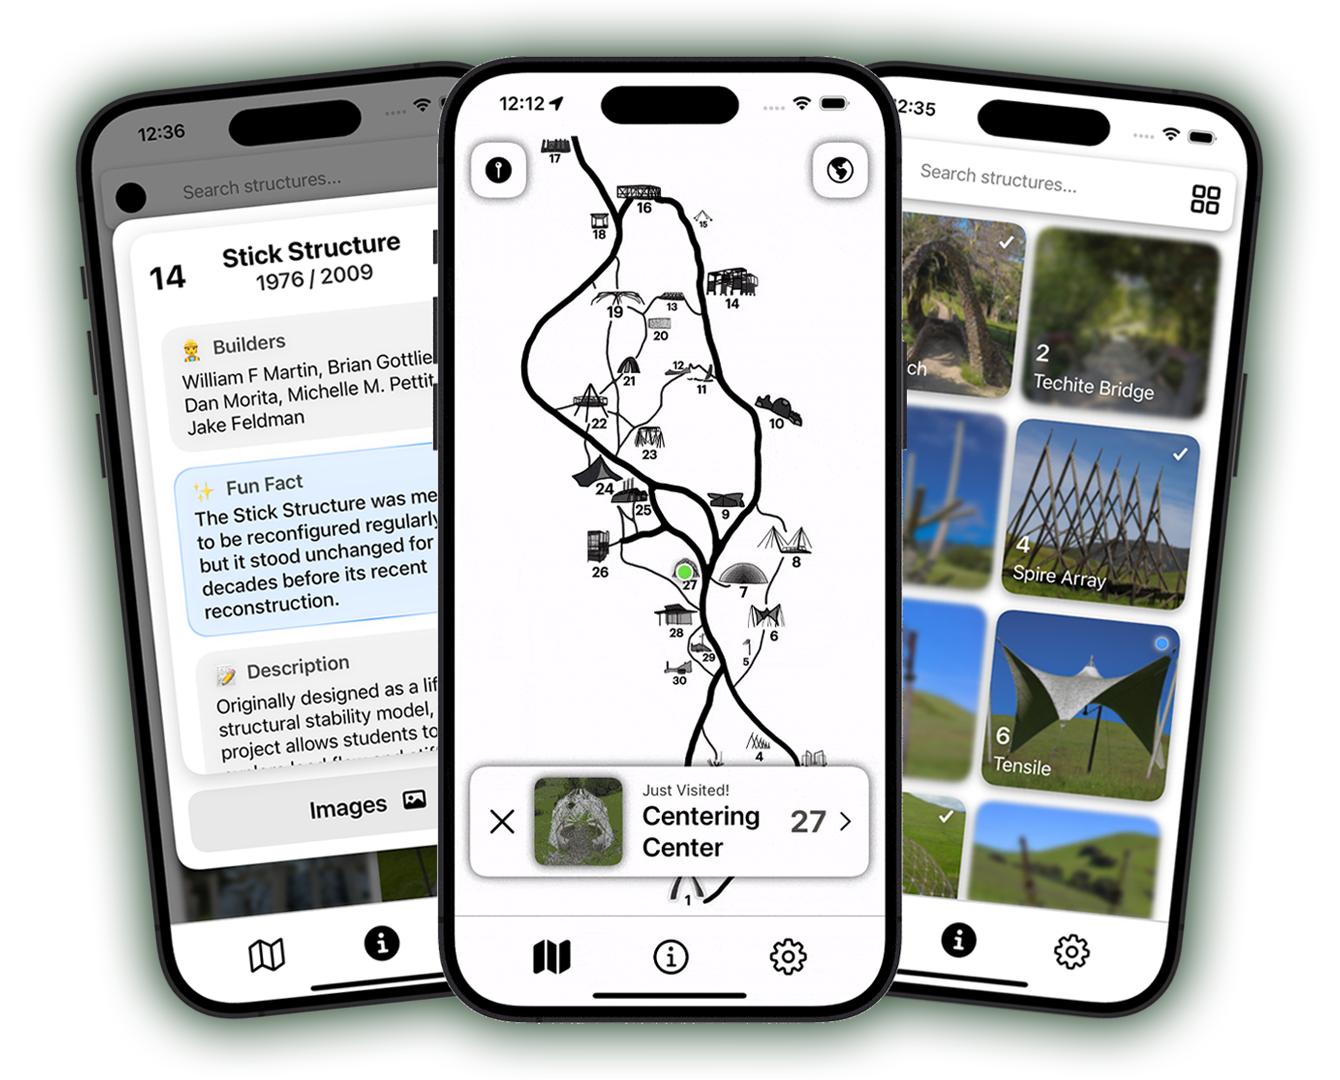 12:36
Search structures...
14
Stick Structure
1976 / 2009
Builders
William F Martin, Brian Gottlie
Dan Morita, Michelle M. Pettit
Jake Feldman
Fun Fact
The Stick Structure was me
to be reconfigured regularly
but it stood unchanged for
decades before its recent
reconstruction.
Description
Originally designed as a lif
structural stability model,
project allows students to
Images
12:12
17
16
15
18
14
19
13
20
21
12
11
22
10
23
24
25
9
26
8
27
7
28
6
29
5
30
4
Just Visited!
Centering
Center
27
1
2:35
Search structures...
ch
2
Techite Bridge
4
Spire Array
6
Tensile